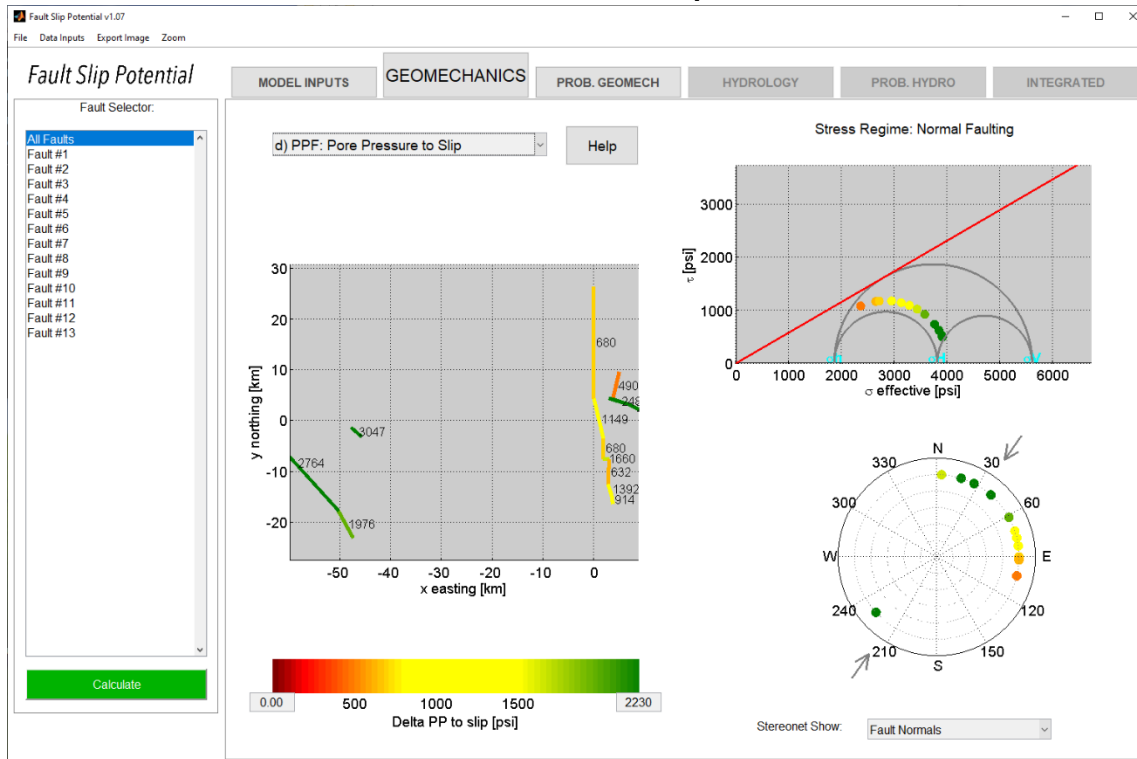 Fault Slip Potential v1.07
File Data Inputs Export Image Zoom
Fault Slip Potential
MODEL INPUTS GEOMECHANICS PROB. GEOMECH HYDROLOGY PROB. HYDRO INTEGRATED
Fault Selector:
All Faults
Fault #1
Fault #2
Fault #3
Fault #4
Fault #5
Fault #6
Fault #7
Fault #8
Fault #9
Fault #10
Fault #11
Fault #12
Fault #13
Calculate
d) PPF: Pore Pressure to Slip
Help
30
20
10
0
-10
-20
y northing [km]
-50 -40 -30 -20 -10 0
x easting [km]
680
490
1149
3047
680
1660
2764
632
1392
914
1976
0.00 500 1000 1500 2230
Delta PP to slip [psi]
Stress Regime: Normal Faulting
3000
2000
1000
0
τ [psi]
0 1000 2000 3000 4000 5000 6000
σ effective [psi]
N
330 30
300 60
W E
240 120
210 150
S
Stereonet Show: Fault Normals